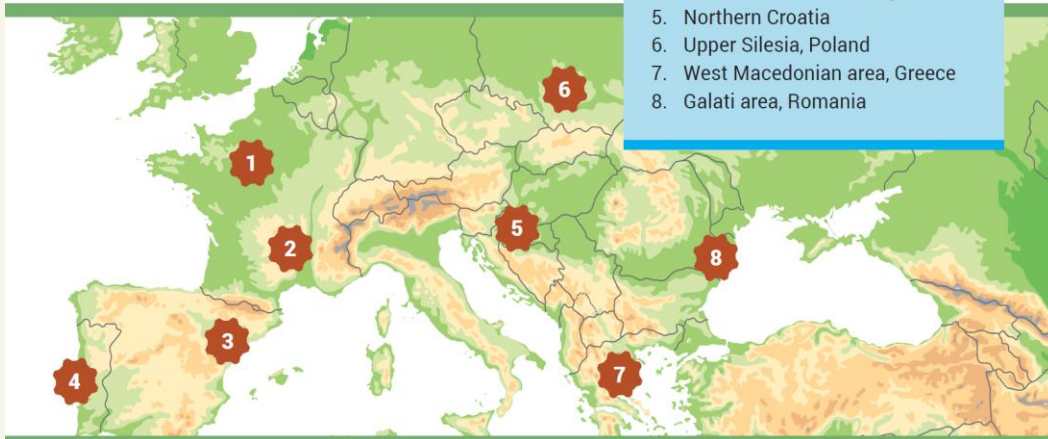 5. Northern Croatia
6. Upper Silesia, Poland
7. West Macedonian area, Greece
8. Galati area, Romania
6
1
5
2
8
3
7
4